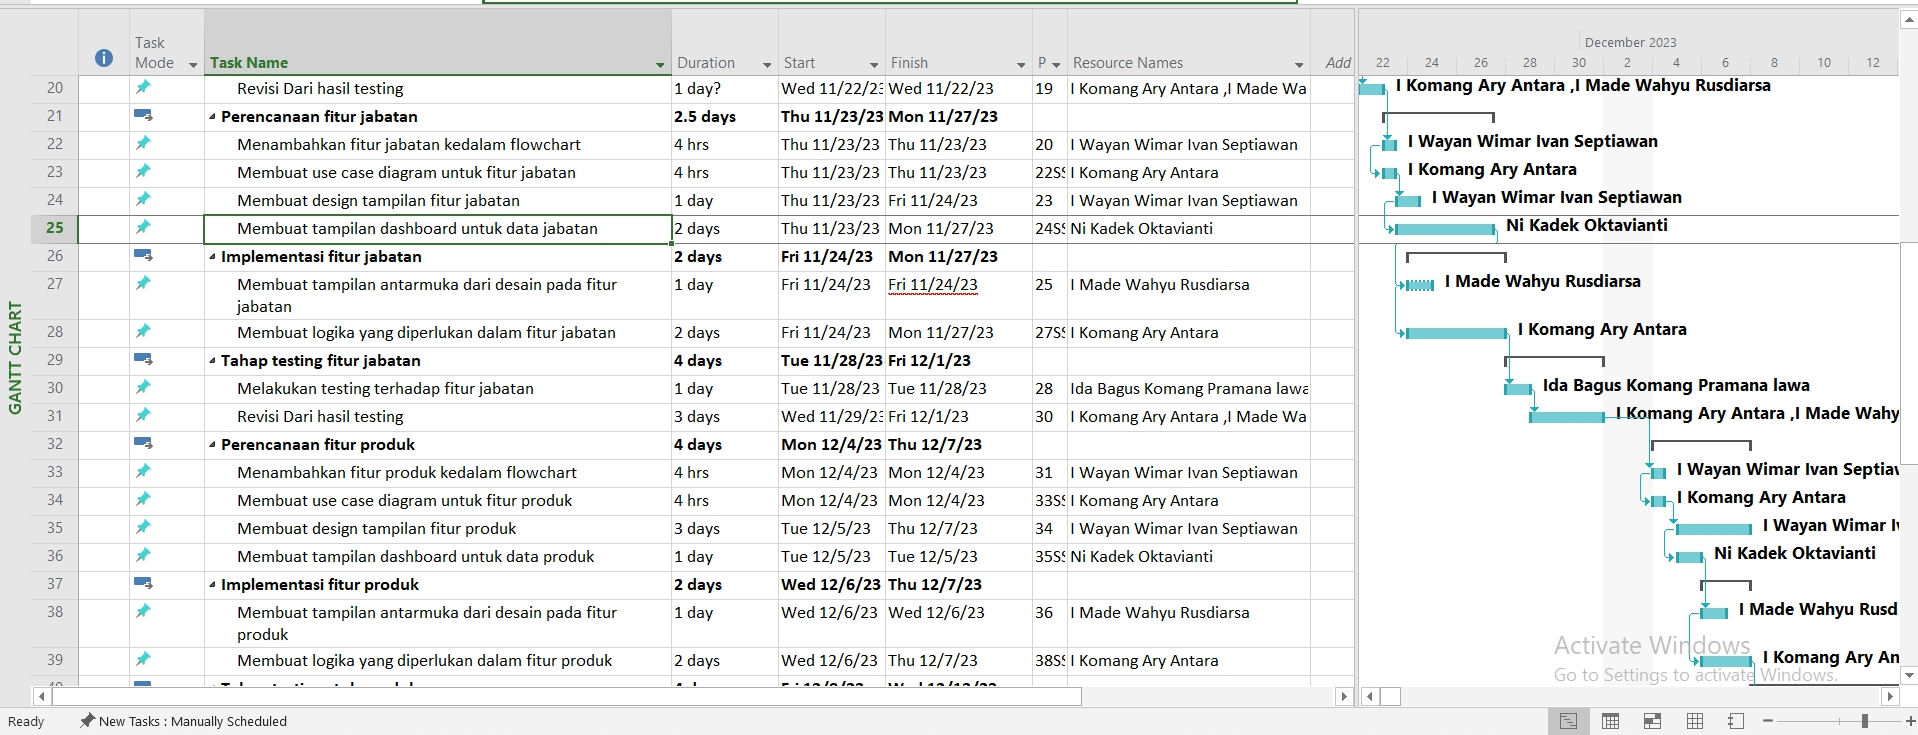 Task Mode Task Name Duration Start Finish P Resource Names Add
20 Revisi Dari hasil testing 1 day? Wed 11/22/23 Wed 11/22/23 19 I Komang Ary Antara ,I Made Wa
21 Perencanaan fitur jabatan 2.5 days Thu 11/23/23 Mon 11/27/23
22 Menambahkan fitur jabatan kedalam flowchart 4 hrs Thu 11/23/23 Thu 11/23/23 20 I Wayan Wimar Ivan Septiawan
23 Membuat use case diagram untuk fitur jabatan 4 hrs Thu 11/23/23 Thu 11/23/23 22SS I Komang Ary Antara
24 Membuat design tampilan fitur jabatan 1 day Thu 11/23/23 Fri 11/24/23 23 I Wayan Wimar Ivan Septiawan
25 Membuat tampilan dashboard untuk data jabatan 2 days Thu 11/23/23 Mon 11/27/23 24SS Ni Kadek Oktavianti
26 Implementasi fitur jabatan 2 days Fri 11/24/23 Mon 11/27/23
27 Membuat tampilan antarmuka dari desain pada fitur 1 day Fri 11/24/23 Fri 11/24/23 25 I Made Wahyu Rusdiarsa
jabatan
28 Membuat logika yang diperlukan dalam fitur jabatan 2 days Fri 11/24/23 Mon 11/27/23 27SS I Komang Ary Antara
29 Tahap testing fitur jabatan 4 days Tue 11/28/23 Fri 12/1/23
30 Melakukan testing terhadap fitur jabatan 1 day Tue 11/28/23 Tue 11/28/23 28 Ida Bagus Komang Pramana lawa
31 Revisi Dari hasil testing 3 days Wed 11/29/23 Fri 12/1/23 30 I Komang Ary Antara ,I Made Wa
32 Perencanaan fitur produk 4 days Mon 12/4/23 Thu 12/7/23
33 Menambahkan fitur produk kedalam flowchart 4 hrs Mon 12/4/23 Mon 12/4/23 31 I Wayan Wimar Ivan Septiawan
34 Membuat use case diagram untuk fitur produk 4 hrs Mon 12/4/23 Mon 12/4/23 33SS I Komang Ary Antara
35 Membuat design tampilan fitur produk 3 days Tue 12/5/23 Thu 12/7/23 34 I Wayan Wimar Ivan Septiawan
36 Membuat tampilan dashboard untuk data produk 1 day Tue 12/5/23 Tue 12/5/23 35SS Ni Kadek Oktavianti
37 Implementasi fitur produk 2 days Wed 12/6/23 Thu 12/7/23
38 Membuat tampilan antarmuka dari desain pada fitur 1 day Wed 12/6/23 Wed 12/6/23 36 I Made Wahyu Rusdiarsa
produk
39 Membuat logika yang diperlukan dalam fitur produk 2 days Wed 12/6/23 Thu 12/7/23 38SS I Komang Ary Antara
GANTT CHART
December 2023
22 24 26 28 30 2 4 6 8 10 12
I Komang Ary Antara ,I Made Wahyu Rusdiarsa
I Wayan Wimar Ivan Septiawan
I Komang Ary Antara
I Wayan Wimar Ivan Septiawan
Ni Kadek Oktavianti
I Made Wahyu Rusdiarsa
I Komang Ary Antara
Ida Bagus Komang Pramana lawa
I Komang Ary Antara ,I Made Wahy
I Wayan Wimar Ivan Septiaw
I Komang Ary Antara
I Wayan Wimar Iv
Ni Kadek Oktavianti
I Made Wahyu Rusd
I Komang Ary An
Activate Windows
Go to Settings to activate Windows.
Ready New Tasks : Manually Scheduled